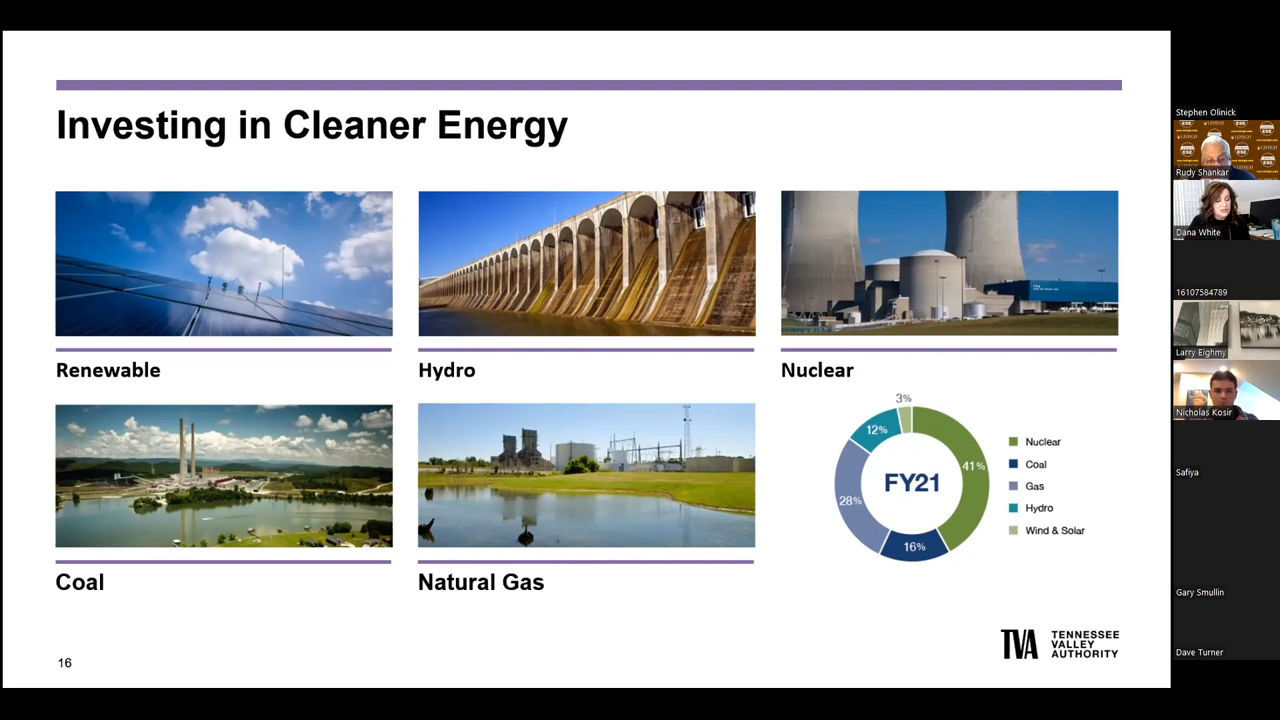 Investing in Cleaner Energy
Renewable
Hydro
Nuclear
Coal
Natural Gas
3%
12%
41%
28%
16%
FY21
Nuclear
Coal
Gas
Hydro
Wind & Solar
16
TVA
TENNESSEE
VALLEY
AUTHORITY
Stephen Olinick
Rudy Shankar
Dana White
16107584789
Larry Eighmy
Nicholas Kosir
Safiya
Gary Smullin
Dave Turner